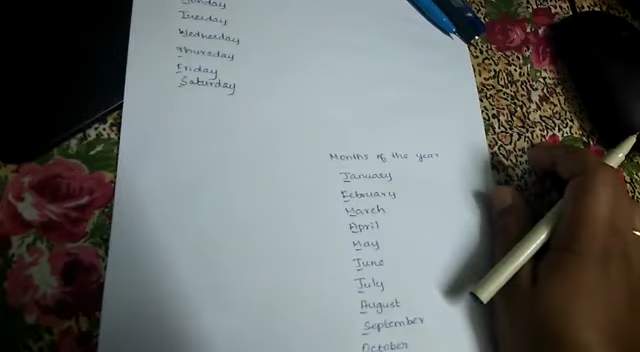 Tuesday
Wednesday
Thursday
Friday
Saturday
Months of the year
January
February
March
April
May
June
July
August
September
October